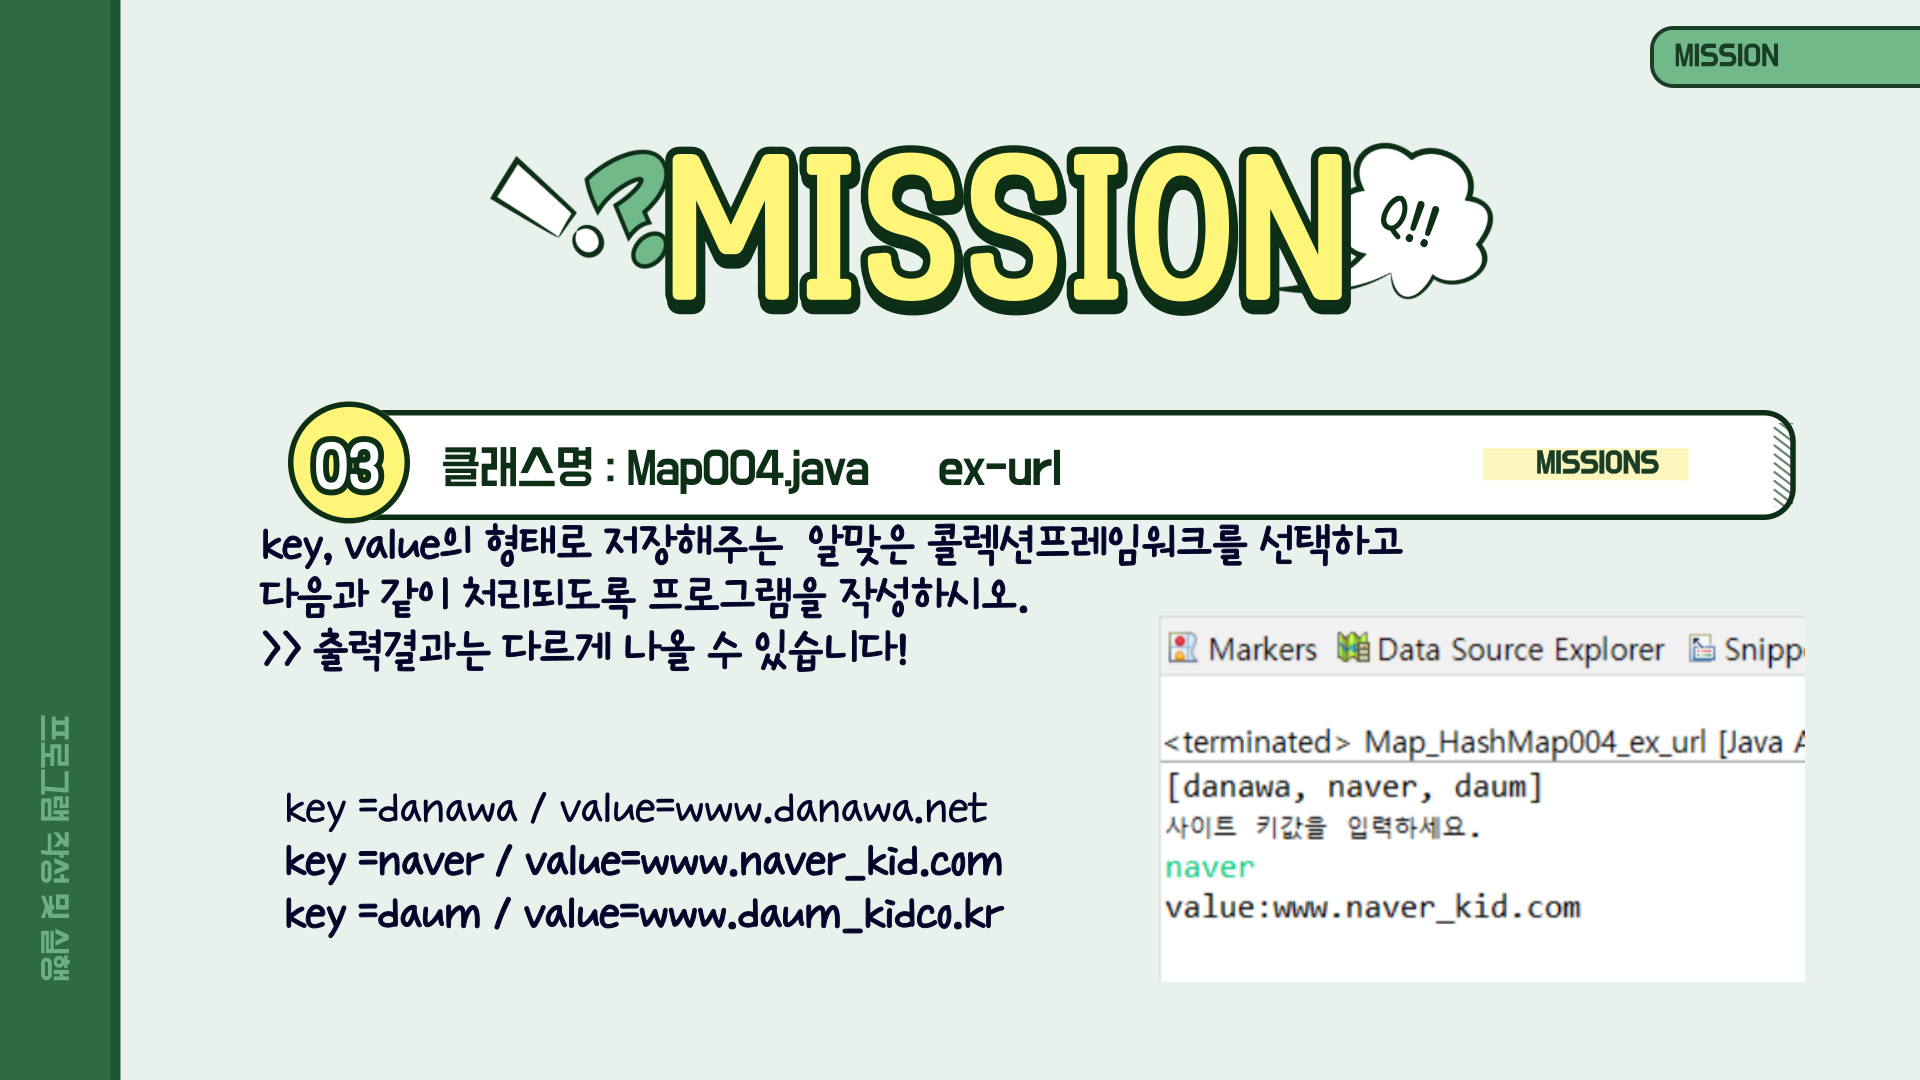 MISSION
MISSION
Q!!
03
클래스명 : Map004.java ex-url
MISSIONS
key, value의 형태로 저장해주는 알맞은 콜렉션프레임워크를 선택하고
다음과 같이 처리되도록 프로그램을 작성하시오.
>> 출력결과는 다르게 나올 수 있습니다!
key =danawa / value=www.danawa.net
key =naver / value=www.naver_kid.com
key =daum / value=www.daum_kidco.kr
Markers Data Source Explorer Snipp
<terminated> Map_HashMap004_ex_url [Java A
[danawa, naver, daum]
사이트 키값을 입력하세요.
naver
value:www.naver_kid.com
프로그램 작성 및 실행